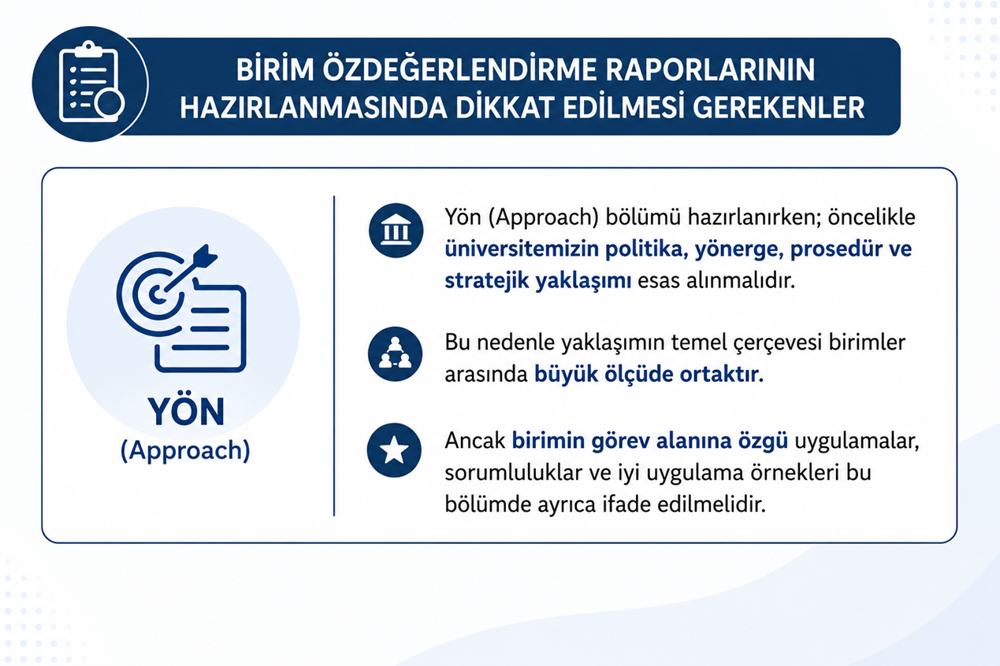 BİRİM ÖZDEĞERLENDİRME RAPORLARININ
HAZIRLANMASINDA DİKKAT EDİLMESİ GEREKENLER
YÖN
(Approach)
Yön (Approach) bölümü hazırlanırken; öncelikle
üniversitemizin politika, yönerge, prosedür ve
stratejik yaklaşımı esas alınmalıdır.
Bu nedenle yaklaşımın temel çerçevesi birimler
arasında büyük ölçüde ortaktır.
Ancak birimin görev alanına özgü uygulamalar,
sorumluluklar ve iyi uygulama örnekleri bu
bölümde ayrıca ifade edilmelidir.